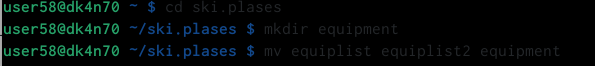 user58@dk4n70 ~ $ cd ski.plases
user58@dk4n70 ~/ski.plases $ mkdir equipment
user58@dk4n70 ~/ski.plases $ mv equiplist equiplist2 equipment